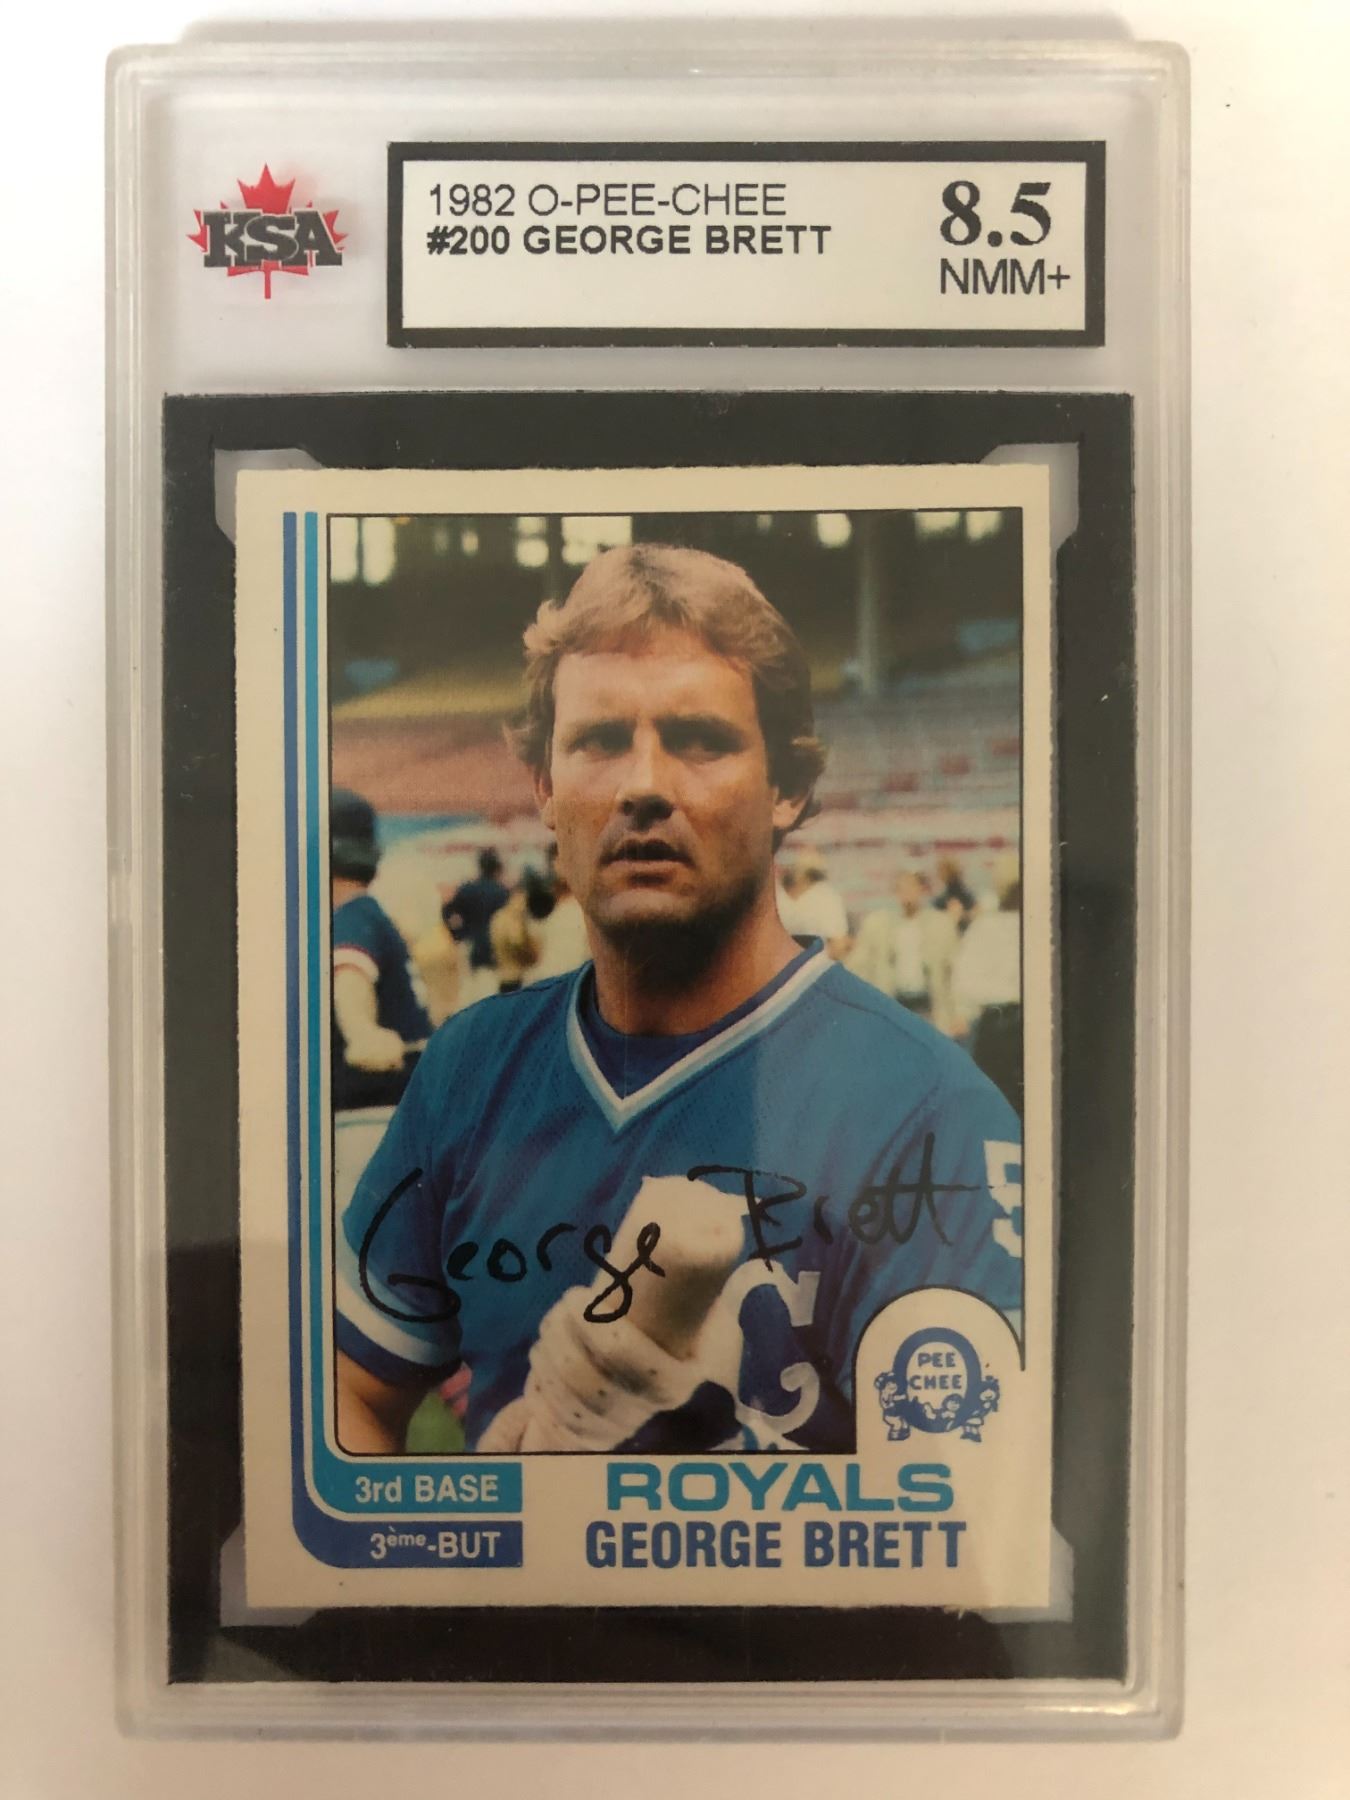 KSA
1982 O-PEE-CHEE
#200 GEORGE BRETT
8.5
NMM+
5
George Brett
PEE
CHEE
3rd BASE
3ème-BUT
ROYALS
GEORGE BRETT